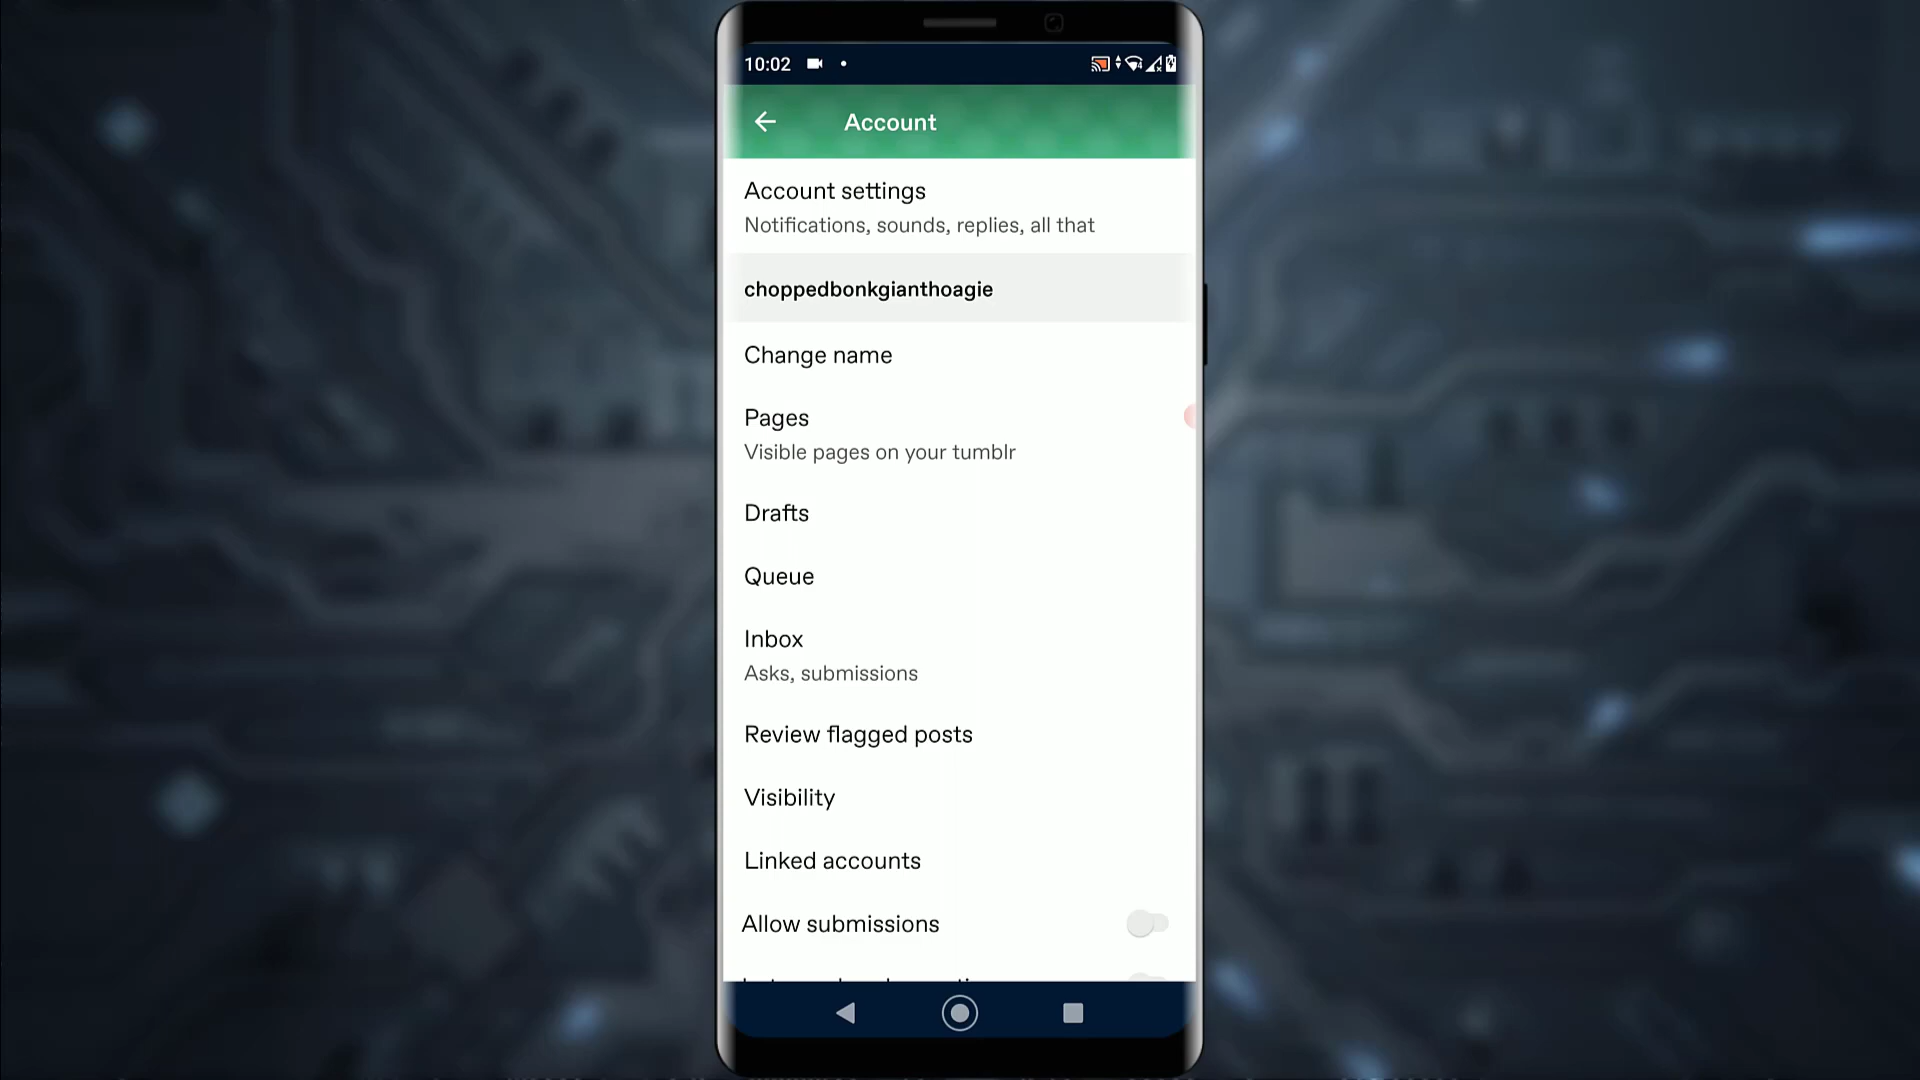 10:02
Account
Account settings
Notifications, sounds, replies, all that
choppedbonkgianthoagie
Change name
Pages
Visible pages on your tumblr
Drafts
Queue
Inbox
Asks, submissions
Review flagged posts
Visibility
Linked accounts
Allow submissions